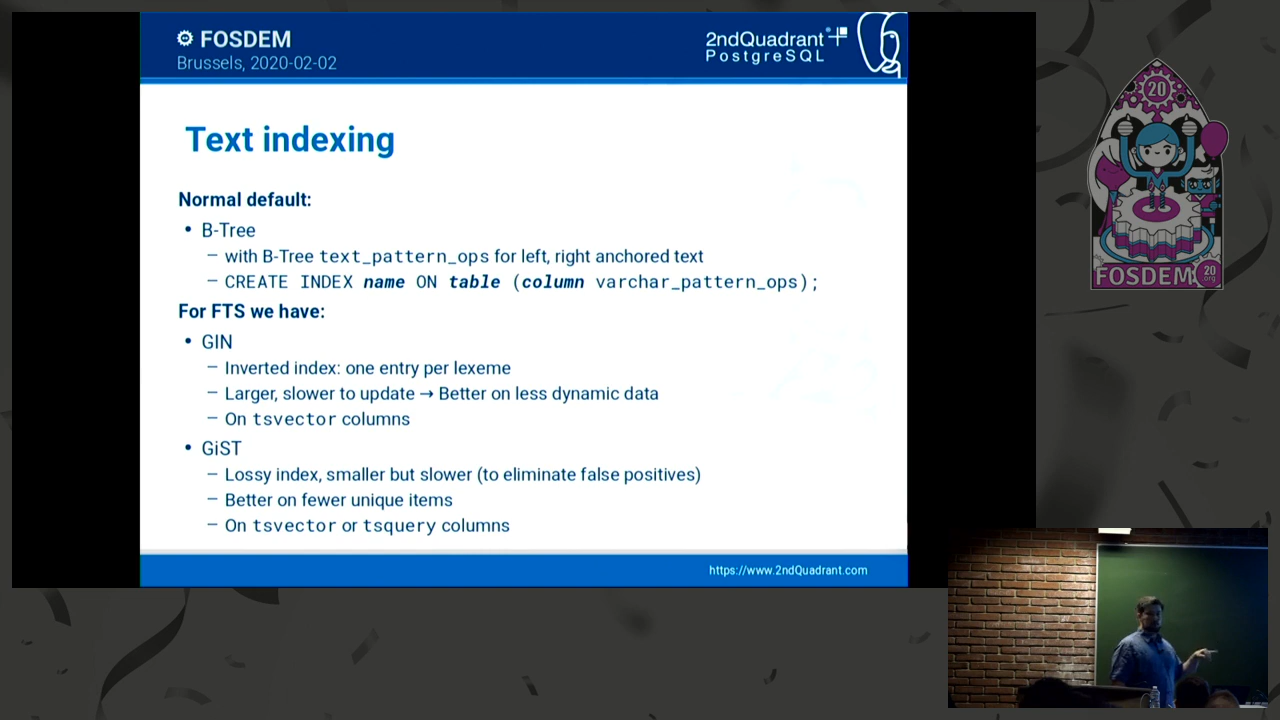 FOSDEM
Brussels, 2020-02-02
2ndQuadrant
PostgreSQL
Text indexing
Normal default:
• B-Tree
– with B-Tree text_pattern_ops for left, right anchored text
– CREATE INDEX name ON table (column varchar_pattern_ops);
For FTS we have:
• GIN
– Inverted index: one entry per lexeme
– Larger, slower to update → Better on less dynamic data
– On tsvector columns
• GiST
– Lossy index, smaller but slower (to eliminate false positives)
– Better on fewer unique items
– On tsvector or tsquery columns
https://www.2ndQuadrant.com
20
FOSDEM
20
.org